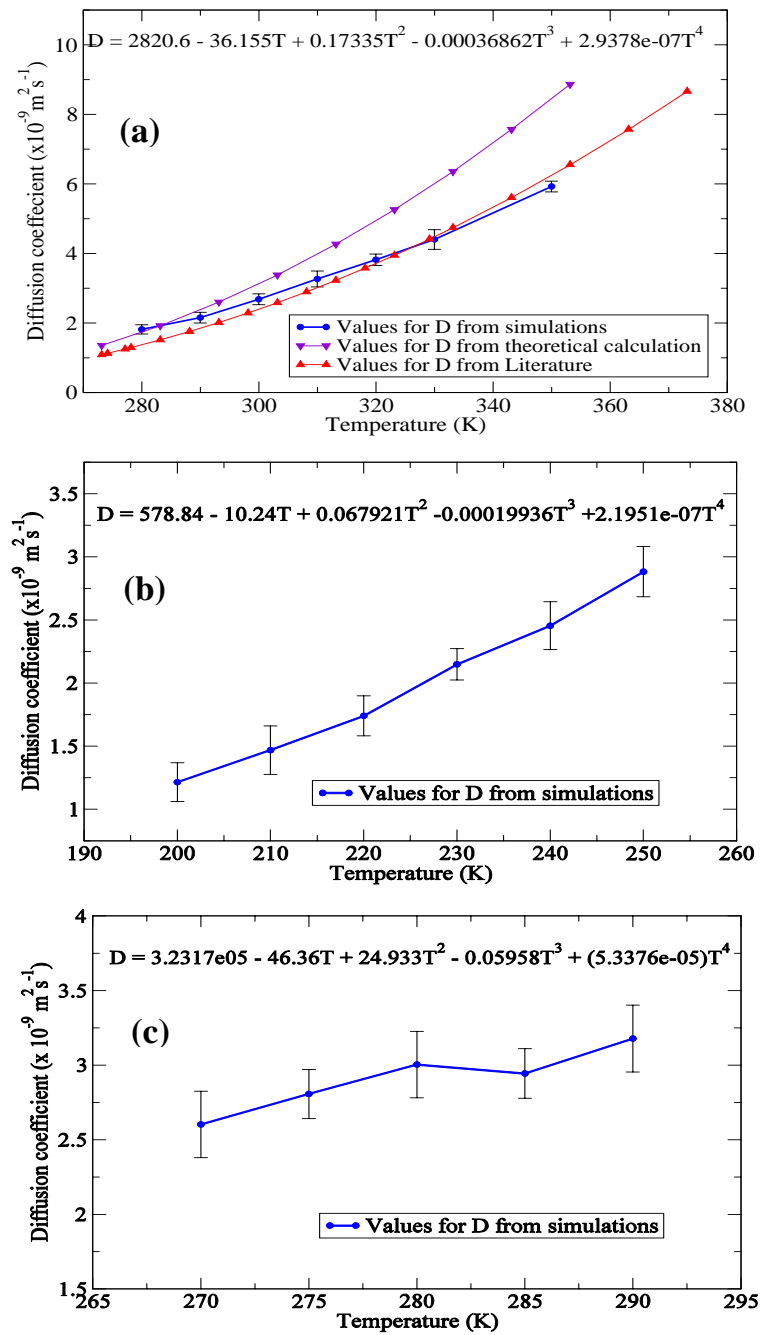 D = 2820.6 - 36.155T + 0.17335T² - 0.00036862T³ + 2.9378e-07T⁴
10
8
6
4
2
0
Diffusion coeffecient (x10⁻⁹ m²s⁻¹)
(a)
Values for D from simulations
Values for D from theoretical calculation
Values for D from Literature
280 300 320 340 360 380
Temperature (K)
D = 578.84 - 10.24T + 0.067921T² -0.00019936T³ +2.1951e-07T⁴
3.5
3
2.5
2
1.5
1
Diffusion coefficient (x10⁻⁹ m²s⁻¹)
(b)
Values for D from simulations
190 200 210 220 230 240 250 260
Temperature (K)
D = 3.2317e05 - 46.36T + 24.933T² - 0.05958T³ + (5.3376e-05)T⁴
4
3.5
3
2.5
2
1.5
Diffusion coefficient (x 10⁻⁹ m²s⁻¹)
(c)
Values for D from simulations
265 270 275 280 285 290 295
Temperature (K)